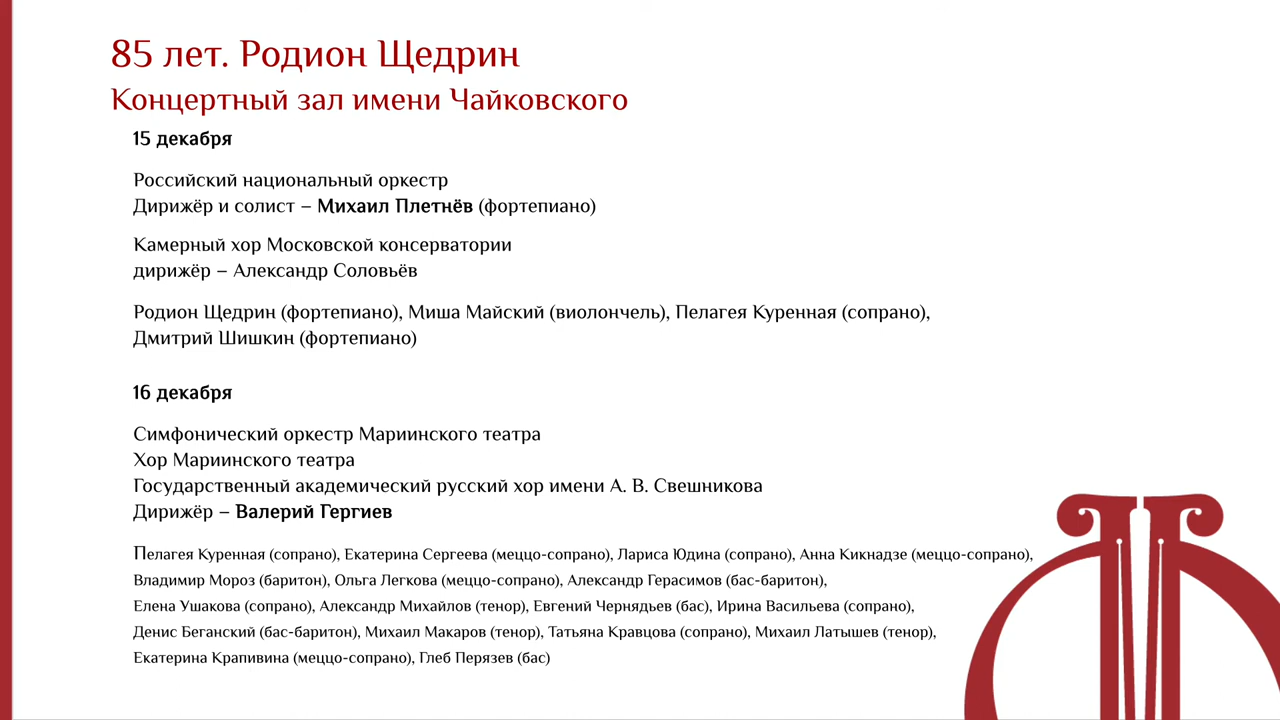 85 лет. Родион Щедрин
Концертный зал имени Чайковского
15 декабря
Российский национальный оркестр
Дирижёр и солист – Михаил Плетнёв (фортепиано)
Камерный хор Московской консерватории
дирижёр – Александр Соловьёв
Родион Щедрин (фортепиано), Миша Майский (виолончель), Пелагея Куренная (сопрано),
Дмитрий Шишкин (фортепиано)
16 декабря
Симфонический оркестр Мариинского театра
Хор Мариинского театра
Государственный академический русский хор имени А. В. Свешникова
Дирижёр – Валерий Гергиев
Пелагея Куренная (сопрано), Екатерина Сергеева (меццо-сопрано), Лариса Юдина (сопрано), Анна Кикнадзе (меццо-сопрано),
Владимир Мороз (баритон), Ольга Легкова (меццо-сопрано), Александр Герасимов (бас-баритон),
Елена Ушакова (сопрано), Александр Михайлов (тенор), Евгений Чернядьев (бас), Ирина Васильева (сопрано),
Денис Беганский (бас-баритон), Михаил Макаров (тенор), Татьяна Кравцова (сопрано), Михаил Латышев (тенор),
Екатерина Крапивина (меццо-сопрано), Глеб Перязев (бас)